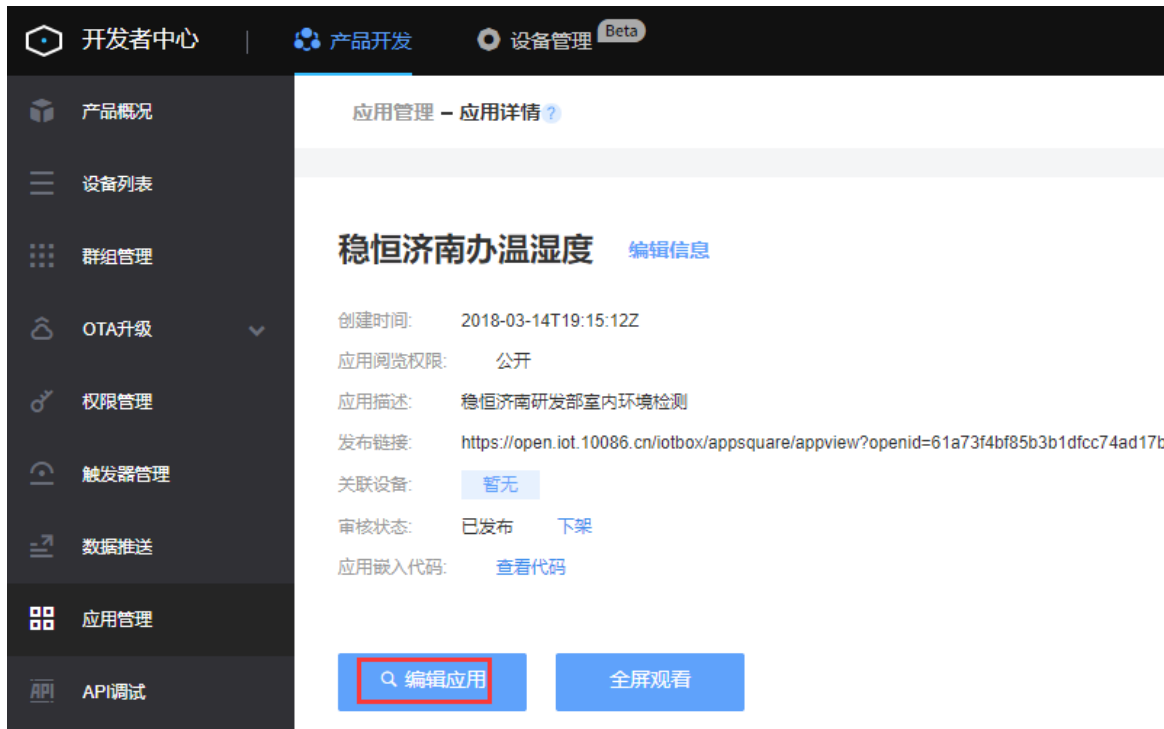 开发者中心 | 产品开发 设备管理 Beta
产品概况
设备列表
群组管理
OTA升级
权限管理
触发器管理
数据推送
应用管理
API API调试
应用管理 – 应用详情 ?
稳恒济南办温湿度 编辑信息
创建时间: 2018-03-14T19:15:12Z
应用阅览权限: 公开
应用描述: 稳恒济南研发部室内环境检测
发布链接: https://open.iot.10086.cn/iotbox/appsquare/appview?openid=61a73f4bf85b3b1dfcc74ad17b
关联设备: 暂无
审核状态: 已发布 下架
应用嵌入代码: 查看代码
编辑应用 全屏观看